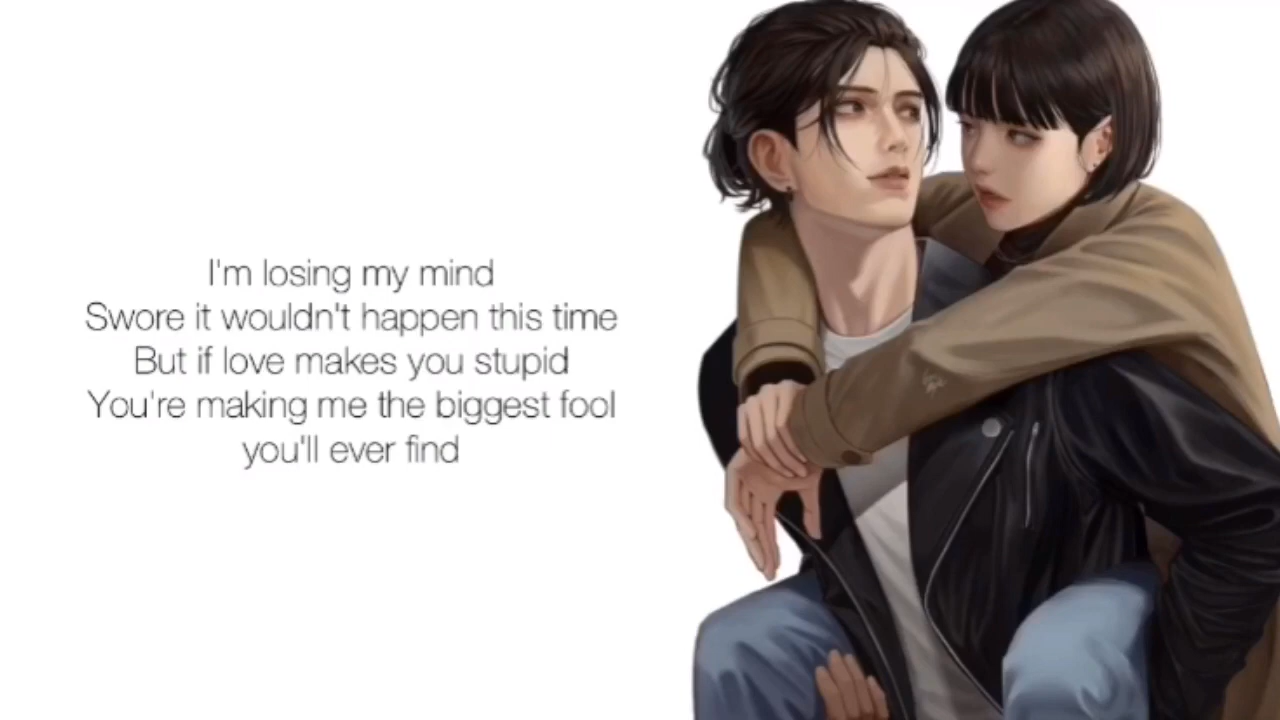 I'm losing my mind
Swore it wouldn't happen this time
But if love makes you stupid
You're making me the biggest fool
you'll ever find